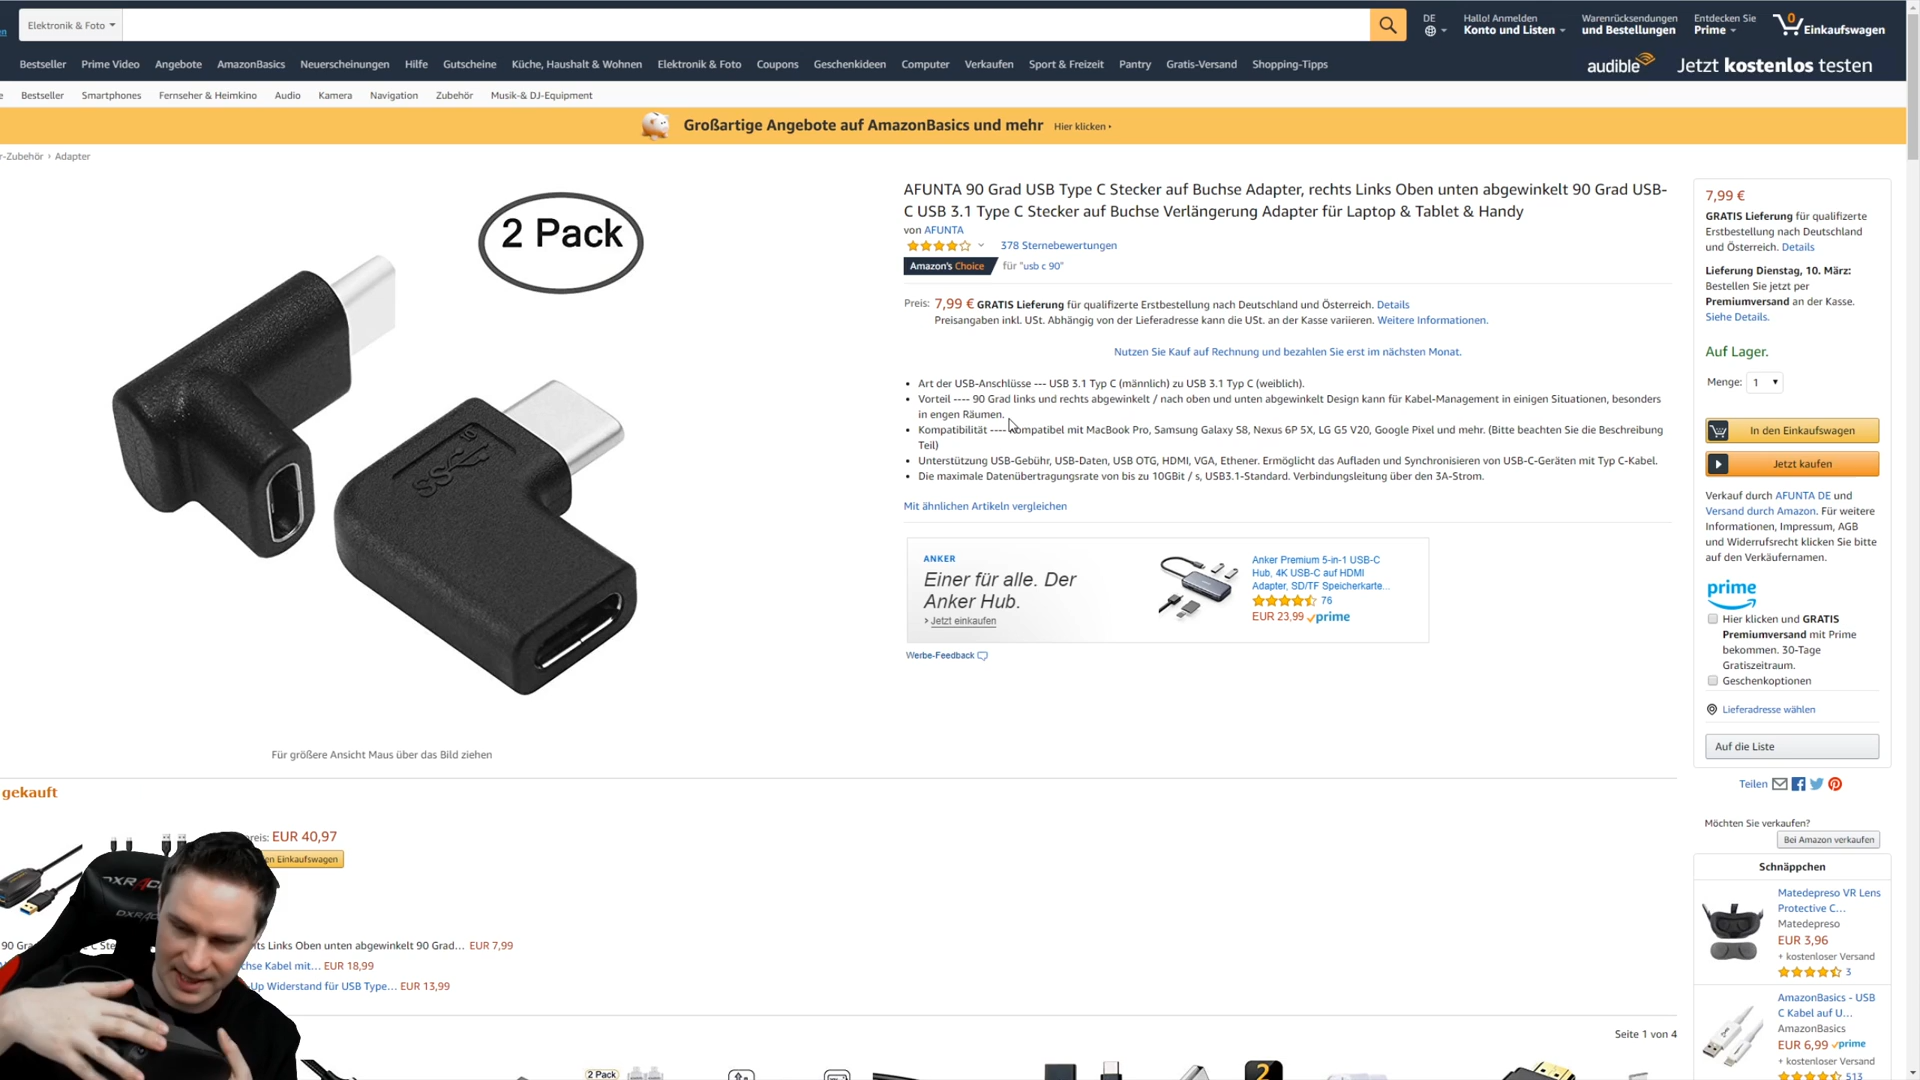 Elektronik & Foto
DE
Hallo! Anmelden
Konto und Listen
Warenrücksendungen
und Bestellungen
Entdecken Sie
Prime
0
Einkaufswagen
Bestseller Prime Video Angebote AmazonBasics Neuerscheinungen Hilfe Gutscheine Küche, Haushalt & Wohnen Elektronik & Foto Coupons Geschenkideen Computer Verkaufen Sport & Freizeit Pantry Gratis-Versand Shopping-Tipps
audible Jetzt kostenlos testen
Bestseller Smartphones Fernseher & Heimkino Audio Kamera Navigation Zubehör Musik-& DJ-Equipment
Großartige Angebote auf AmazonBasics und mehr Hier klicken
r-Zubehör › Adapter
2 Pack
SS
10
Für größere Ansicht Maus über das Bild ziehen
AFUNTA 90 Grad USB Type C Stecker auf Buchse Adapter, rechts Links Oben unten abgewinkelt 90 Grad USB-
C USB 3.1 Type C Stecker auf Buchse Verlängerung Adapter für Laptop & Tablet & Handy
von AFUNTA
378 Sternebewertungen
Amazon's Choice für "usb c 90"
Preis: 7,99 € GRATIS Lieferung für qualifizerte Erstbestellung nach Deutschland und Österreich. Details
Preisangaben inkl. USt. Abhängig von der Lieferadresse kann die USt. an der Kasse variieren. Weitere Informationen.
Nutzen Sie Kauf auf Rechnung und bezahlen Sie erst im nächsten Monat.
• Art der USB-Anschlüsse --- USB 3.1 Typ C (männlich) zu USB 3.1 Typ C (weiblich).
• Vorteil ---- 90 Grad links und rechts abgewinkelt / nach oben und unten abgewinkelt Design kann für Kabel-Management in einigen Situationen, besonders
in engen Räumen.
• Kompatibilität ---- Kompatibel mit MacBook Pro, Samsung Galaxy S8, Nexus 6P 5X, LG G5 V20, Google Pixel und mehr. (Bitte beachten Sie die Beschreibung
Teil)
• Unterstützung USB-Gebühr, USB-Daten, USB OTG, HDMI, VGA, Ethener. Ermöglicht das Aufladen und Synchronisieren von USB-C-Geräten mit Typ C-Kabel.
• Die maximale Datenübertragungsrate von bis zu 10GBit / s, USB3.1-Standard. Verbindungsleitung über den 3A-Strom.
Mit ähnlichen Artikeln vergleichen
ANKER
Einer für alle. Der
Anker Hub.
› Jetzt einkaufen
Anker Premium 5-in-1 USB-C
Hub, 4K USB-C auf HDMI
Adapter, SD/TF Speicherkarte...
76
EUR 23,99 prime
Werbe-Feedback
7,99 €
GRATIS Lieferung für qualifizerte
Erstbestellung nach Deutschland
und Österreich. Details
Lieferung Dienstag, 10. März:
Bestellen Sie jetzt per
Premiumversand an der Kasse.
Siehe Details.
Auf Lager.
Menge: 1
In den Einkaufswagen
Jetzt kaufen
Verkauf durch AFUNTA DE und
Versand durch Amazon. Für weitere
Informationen, Impressum, AGB
und Widerrufsrecht klicken Sie bitte
auf den Verkäufernamen.
prime
Hier klicken und GRATIS
Premiumversand mit Prime
bekommen. 30-Tage
Gratiszeitraum.
Geschenkoptionen
Lieferadresse wählen
Auf die Liste
Teilen
Möchten Sie verkaufen?
Bei Amazon verkaufen
Schnäppchen
Matedepreso VR Lens
Protective C...
Matedepreso
EUR 3,96
+ kostenloser Versand
3
AmazonBasics - USB
C Kabel auf U...
AmazonBasics
EUR 6,99 prime
+ kostenloser Versand
513
gekauft
preis: EUR 40,97
en Einkaufswagen
DXRAC
DXRAC
90 Gra
hts Links Oben unten abgewinkelt 90 Grad... EUR 7,99
chse Kabel mit... EUR 18,99
-Up Widerstand für USB Type... EUR 13,99
Seite 1 von 4
2 Pack
2